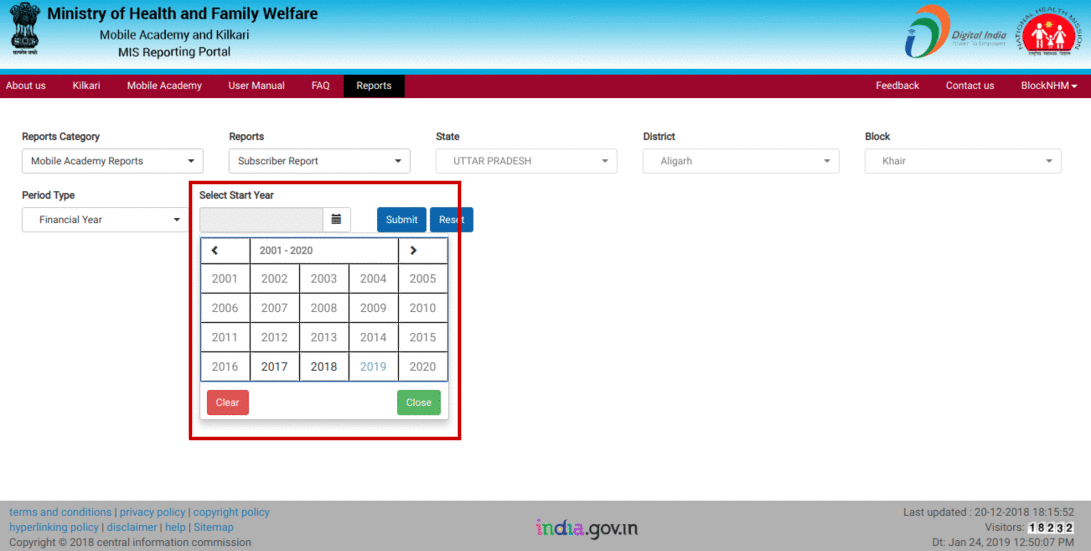 Ministry of Health and Family Welfare
Mobile Academy and Kilkari
MIS Reporting Portal
Digital India
Power To Empower
NATIONAL HEALTH MISSION
About us Kilkari Mobile Academy User Manual FAQ Reports Feedback Contact us BlockNHM
Reports Category Reports State District Block
Mobile Academy Reports Subscriber Report UTTAR PRADESH Aligarh Khair
Period Type Select Start Year
Financial Year Submit Reset
2001 - 2020
2001 2002 2003 2004 2005
2006 2007 2008 2009 2010
2011 2012 2013 2014 2015
2016 2017 2018 2019 2020
Clear Close
terms and conditions | privacy policy | copyright policy
hyperlinking policy | disclaimer | help | Sitemap
Copyright © 2018 central information commission
india.gov.in
Last updated : 20-12-2018 18:15:52
Visitors: 18232
Dt: Jan 24, 2019 12:50:07 PM